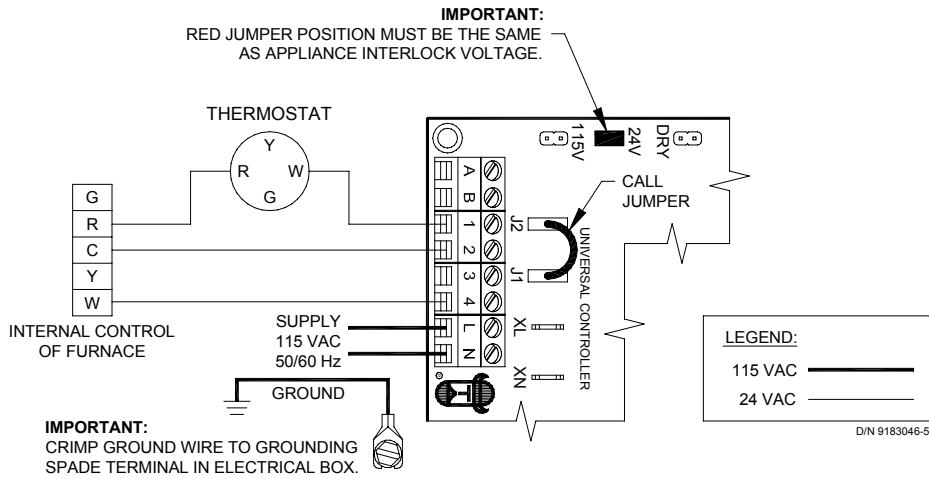 IMPORTANT:
RED JUMPER POSITION MUST BE THE SAME
AS APPLIANCE INTERLOCK VOLTAGE.
THERMOSTAT
Y
R W
G
115V
24V
DRY
CALL
JUMPER
G
R
C
Y
W
INTERNAL CONTROL
OF FURNACE
A
B
1
2
3
4
L
N
J2
J1
UNIVERSAL CONTROLLER
XL
XN
T
SUPPLY
115 VAC
50/60 Hz
GROUND
IMPORTANT:
CRIMP GROUND WIRE TO GROUNDING
SPADE TERMINAL IN ELECTRICAL BOX.
LEGEND:
115 VAC
24 VAC
D/N 9183046-5